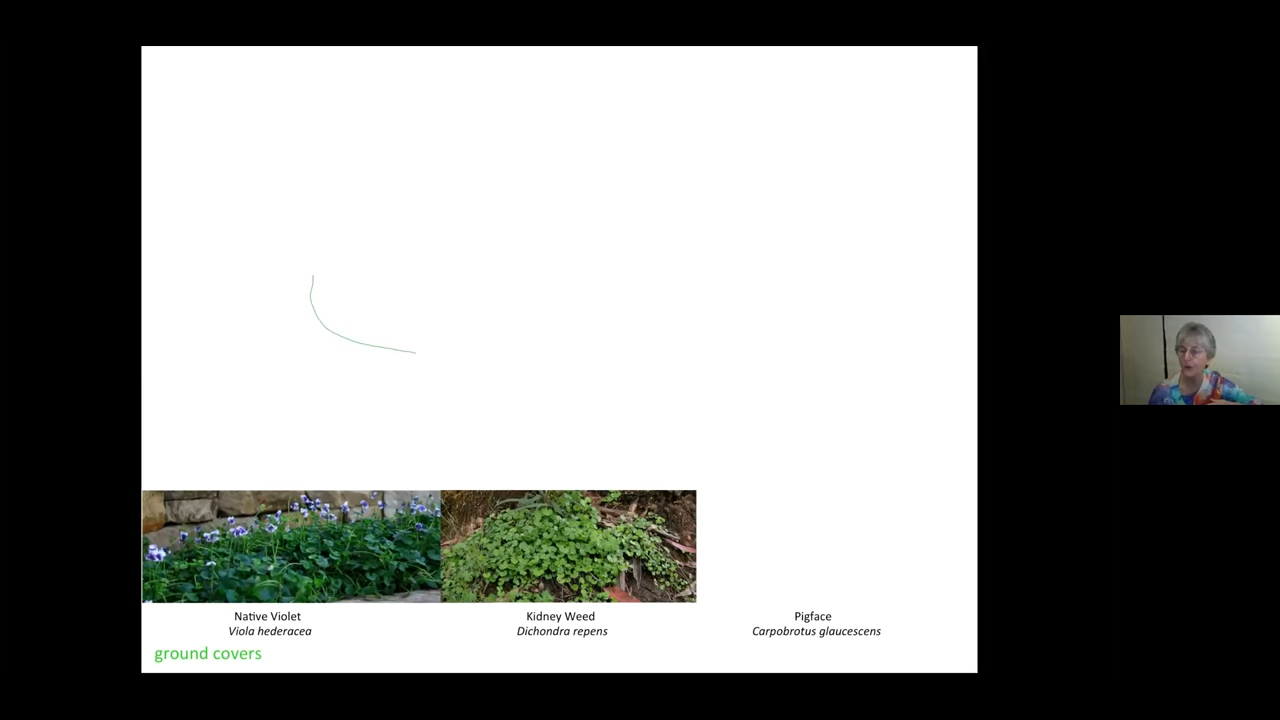 Native Violet
Viola hederacea
Kidney Weed
Dichondra repens
Pigface
Carpobrotus glaucescens
ground covers